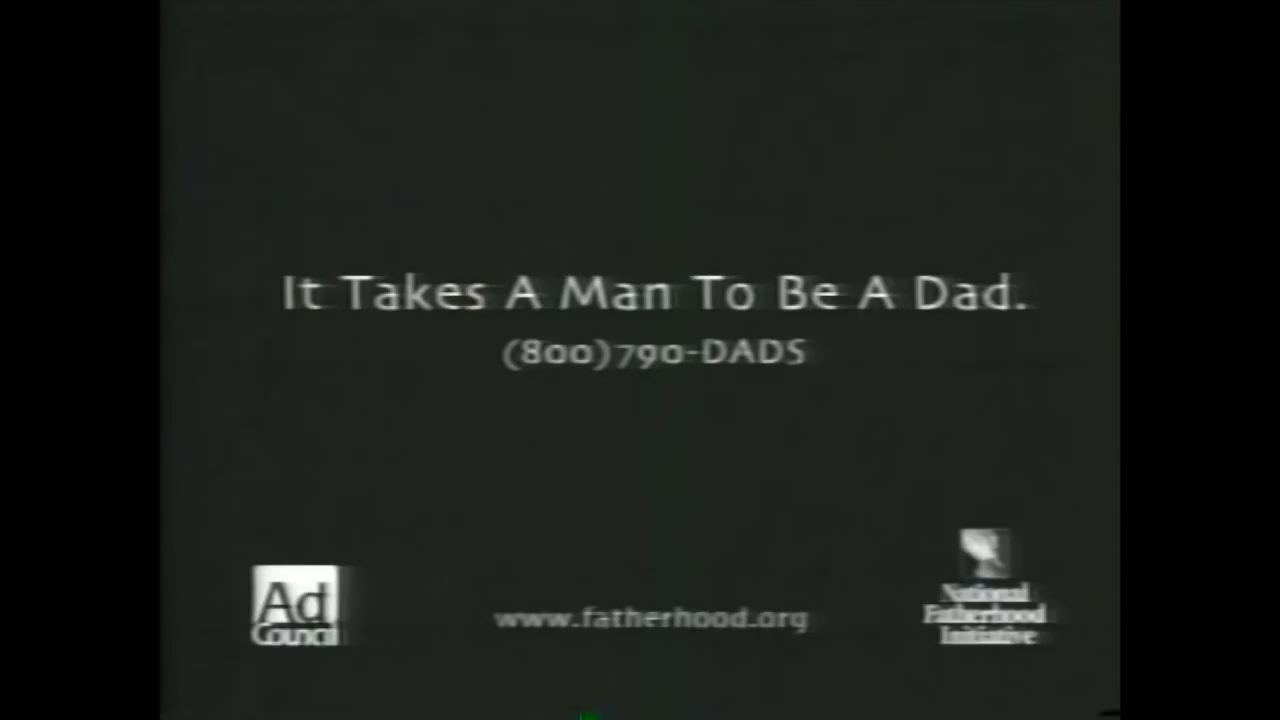 It Takes A Man To Be A Dad.
(800)790-DADS
Ad
Council
www.fatherhood.org
National
Fatherhood
Initiative